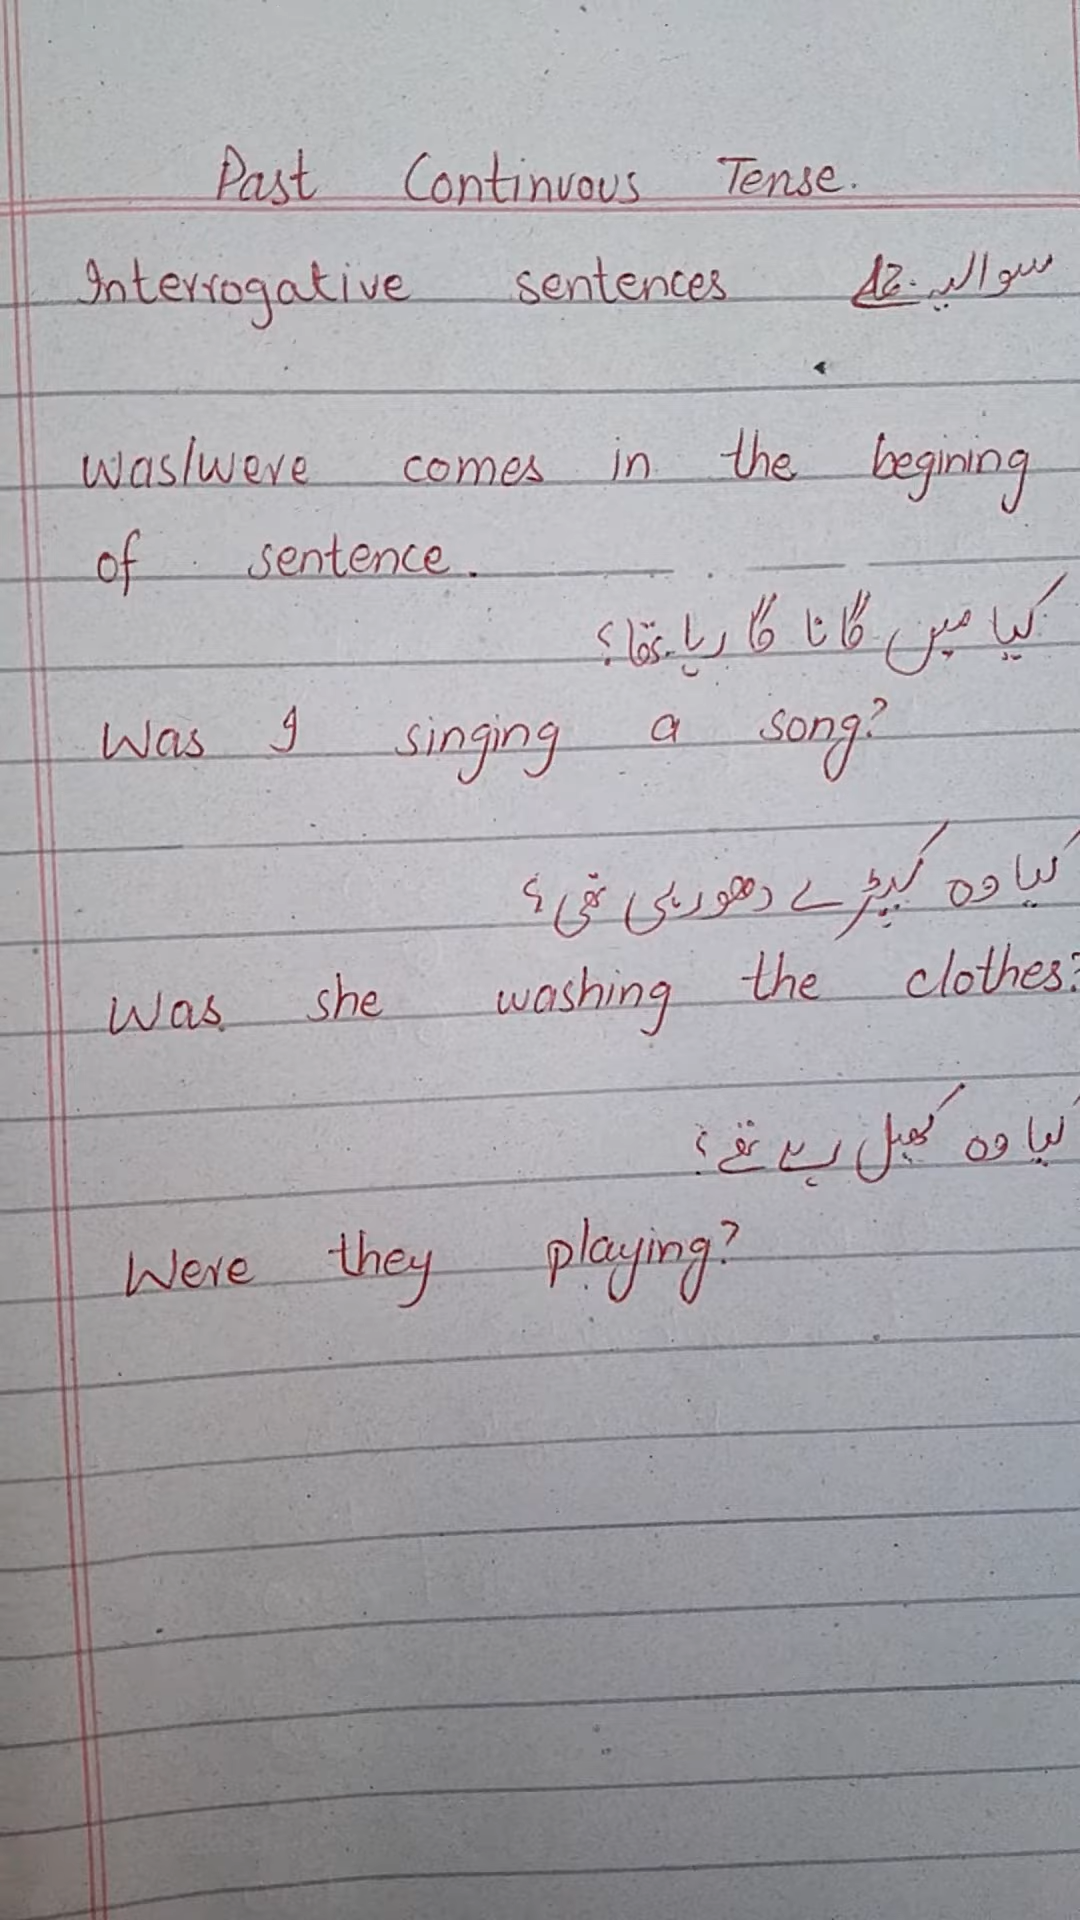 Past Continuous Tense.
Interrogative sentences سوالیہ جملے
Was/were comes in the begining
of sentence.
کیا میں گانا گا رہا تھا؟
Was I singing a song?
کیا وہ کپڑے دھو رہی تھی؟
Was she washing the clothes?
کیا وہ کھیل رہے تھے؟
Were they playing?